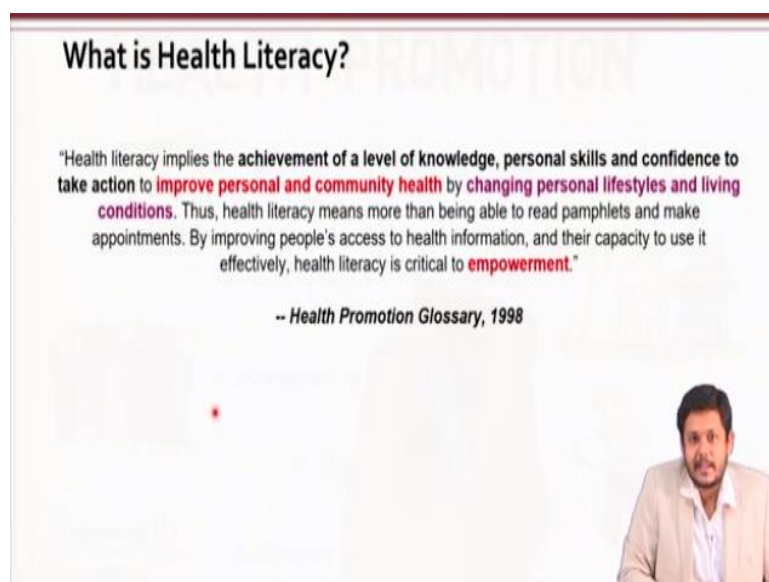 What is Health Literacy?
“Health literacy implies the achievement of a level of knowledge, personal skills and confidence to
take action to improve personal and community health by changing personal lifestyles and living
conditions. Thus, health literacy means more than being able to read pamphlets and make
appointments. By improving people's access to health information, and their capacity to use it
effectively, health literacy is critical to empowerment.”
-- Health Promotion Glossary, 1998